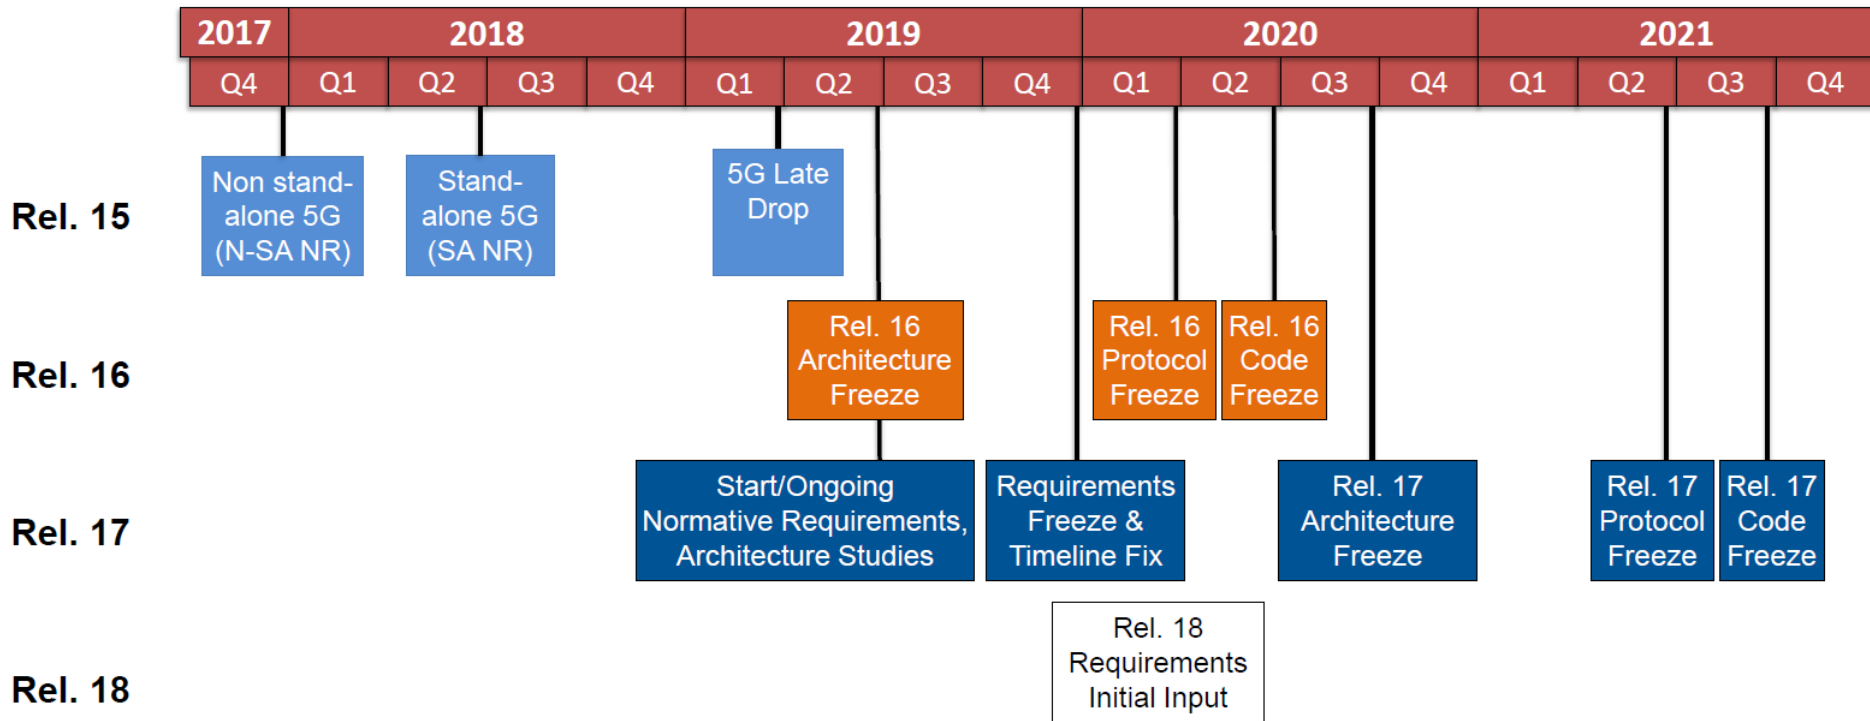 2017 2018 2019 2020 2021
Q4 Q1 Q2 Q3 Q4 Q1 Q2 Q3 Q4 Q1 Q2 Q3 Q4 Q1 Q2 Q3 Q4
Rel. 15
Non stand-
alone 5G
(N-SA NR)
Stand-
alone 5G
(SA NR)
5G Late
Drop
Rel. 16
Rel. 16
Architecture
Freeze
Rel. 16
Protocol
Freeze
Rel. 16
Code
Freeze
Rel. 17
Start/Ongoing
Normative Requirements,
Architecture Studies
Requirements
Freeze &
Timeline Fix
Rel. 17
Architecture
Freeze
Rel. 17
Protocol
Freeze
Rel. 17
Code
Freeze
Rel. 18
Rel. 18
Requirements
Initial Input